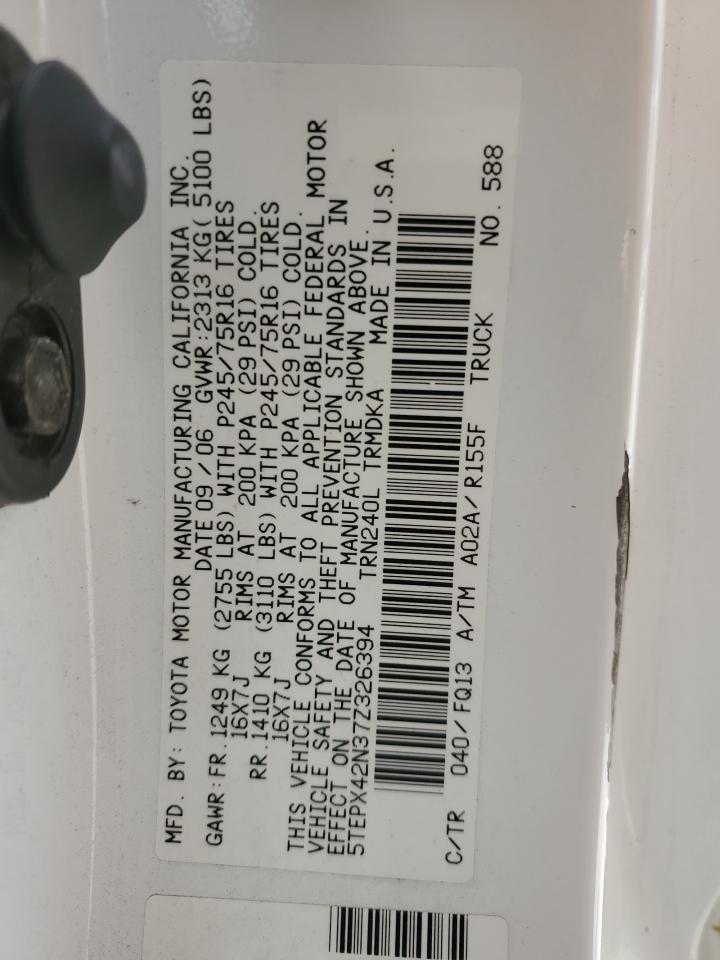 MFD. BY: TOYOTA MOTOR MANUFACTURING CALIFORNIA INC.
DATE 09/06 GVWR:2313 KG( 5100 LBS)
GAWR:FR.1249 KG (2755 LBS) WITH P245/75R16 TIRES
16X7J RIMS AT 200 KPA (29 PSI) COLD.
RR.1410 KG (3110 LBS) WITH P245/75R16 TIRES
16X7J RIMS AT 200 KPA (29 PSI) COLD.
THIS VEHICLE CONFORMS TO ALL APPLICABLE FEDERAL MOTOR
VEHICLE SAFETY AND THEFT PREVENTION STANDARDS IN
EFFECT ON THE DATE OF MANUFACTURE SHOWN ABOVE.
5TEPX42N37Z326394 TRN240L TRMDKA MADE IN U.S.A.
C/TR 040/FQ13 A/TM A02A/R155F TRUCK NO. 588